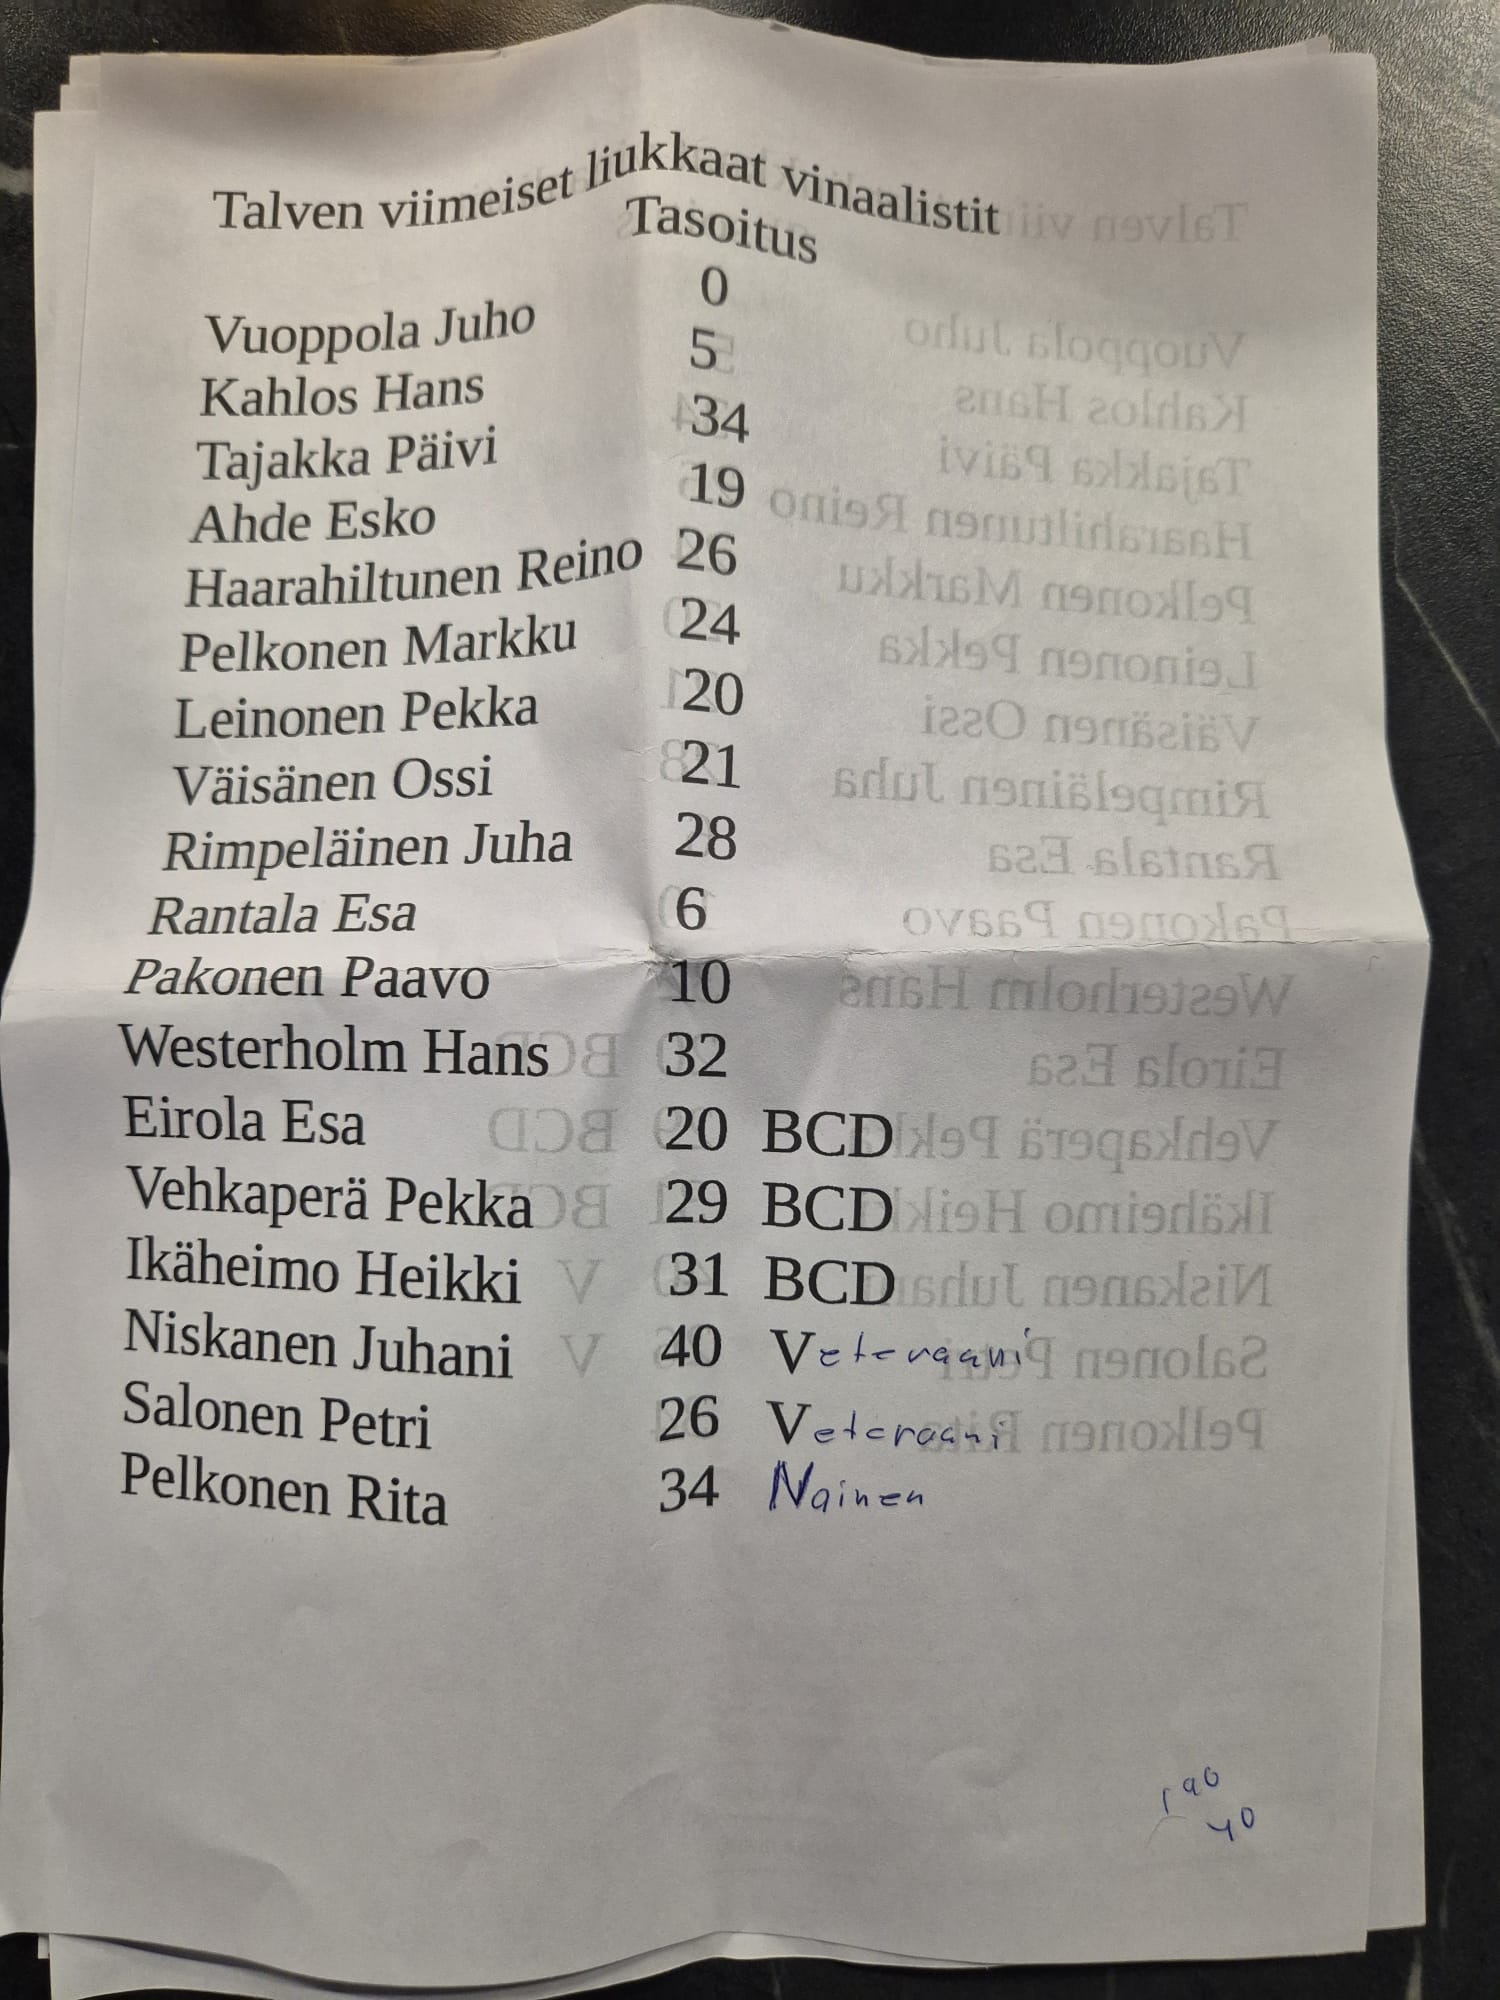 Talven viimeiset liukkaat vinaalistit
Tasoitus
Vuoppola Juho 0
Kahlos Hans 5
Tajakka Päivi 34
Ahde Esko 19
Haarahiltunen Reino 26
Pelkonen Markku 24
Leinonen Pekka 20
Väisänen Ossi 21
Rimpeläinen Juha 28
Rantala Esa 6
Pakonen Paavo 10
Westerholm Hans 32
Eirola Esa 20 BCD
Vehkaperä Pekka 29 BCD
Ikäheimo Heikki 31 BCD
Niskanen Juhani 40 Veteraani
Salonen Petri 26 Veteraani
Pelkonen Rita 34 Nainen
40